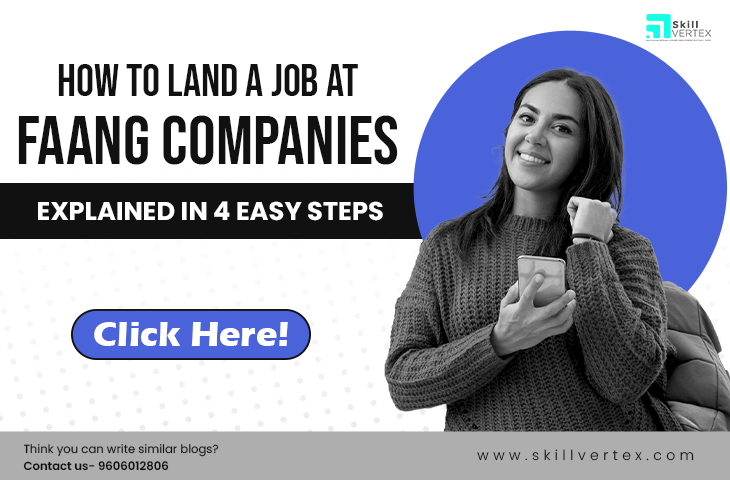 Skill
VERTEX
HOW TO LAND A JOB AT
FAANG COMPANIES
EXPLAINED IN 4 EASY STEPS
Click Here!
Think you can write similar blogs?
Contact us- 9606012806
www.skillvertex.com